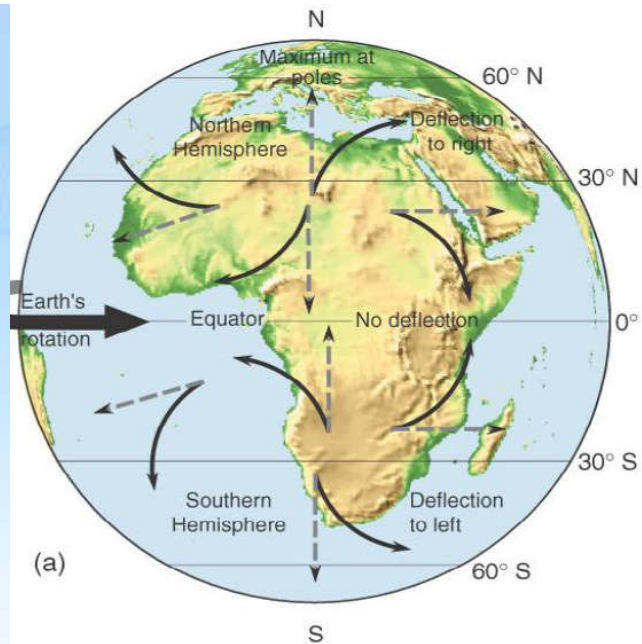 N
Maximum at
poles
60° N
Northern
Hemisphere
Deflection
to right
30° N
Earth's
rotation
Equator
No deflection
0°
30° S
Southern
Hemisphere
Deflection
to left
(a)
60° S
S